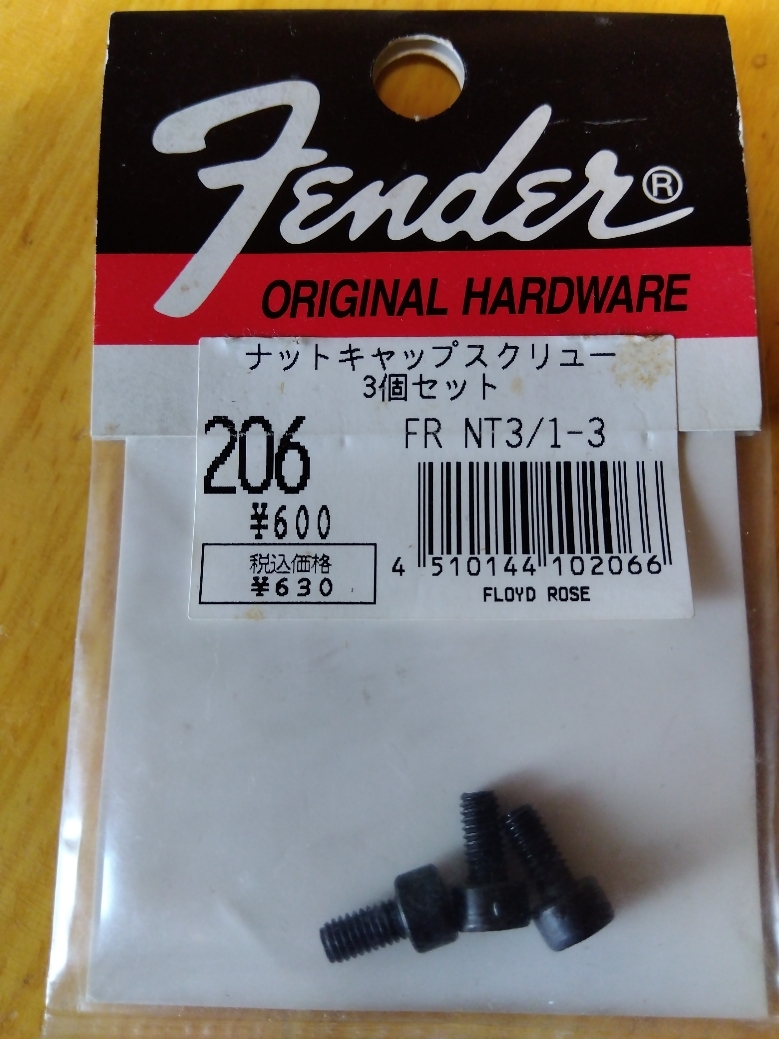 Fender®
ORIGINAL HARDWARE
ナットキャップスクリュー
3個セット
206
FR NT3/1-3
¥600
税込価格
¥630
4 510144 102066
FLOYD ROSE